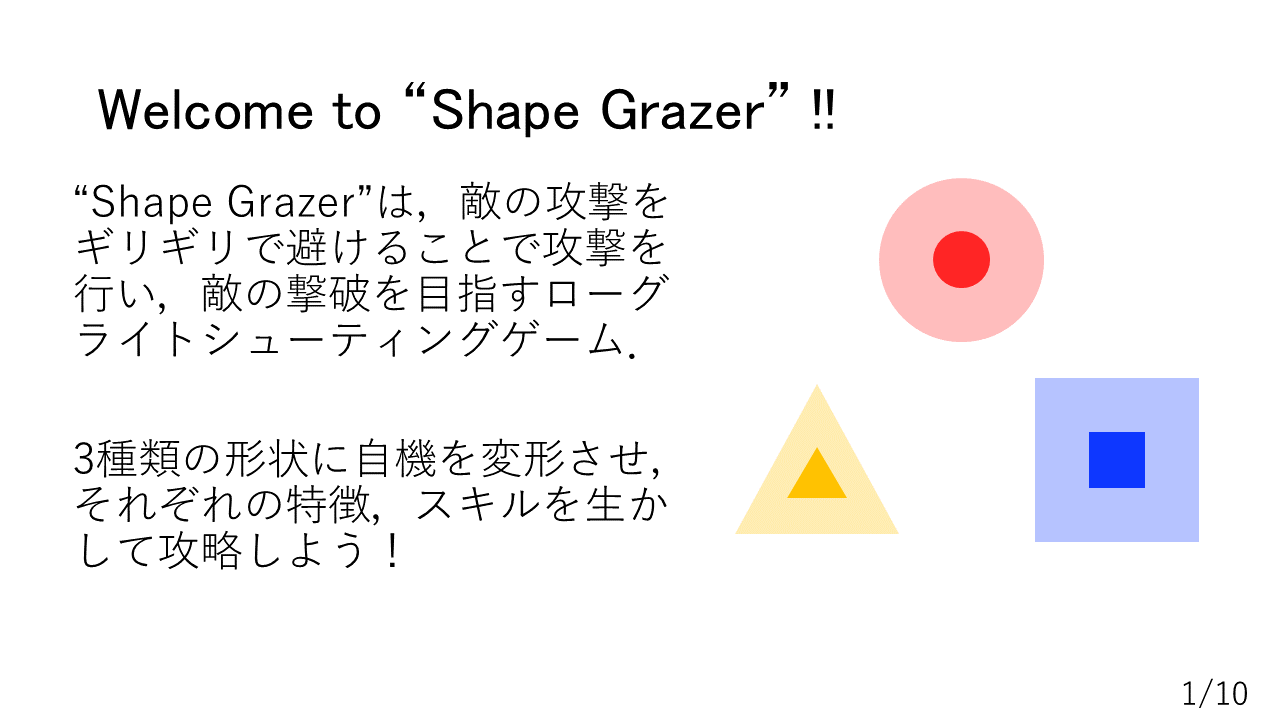 Welcome to “Shape Grazer” !!
“Shape Grazer”は，敵の攻撃を
ギリギリで避けることで攻撃を
行い，敵の撃破を目指すローグ
ライトシューティングゲーム．
3種類の形状に自機を変形させ，
それぞれの特徴，スキルを生か
して攻略しよう！
1/10